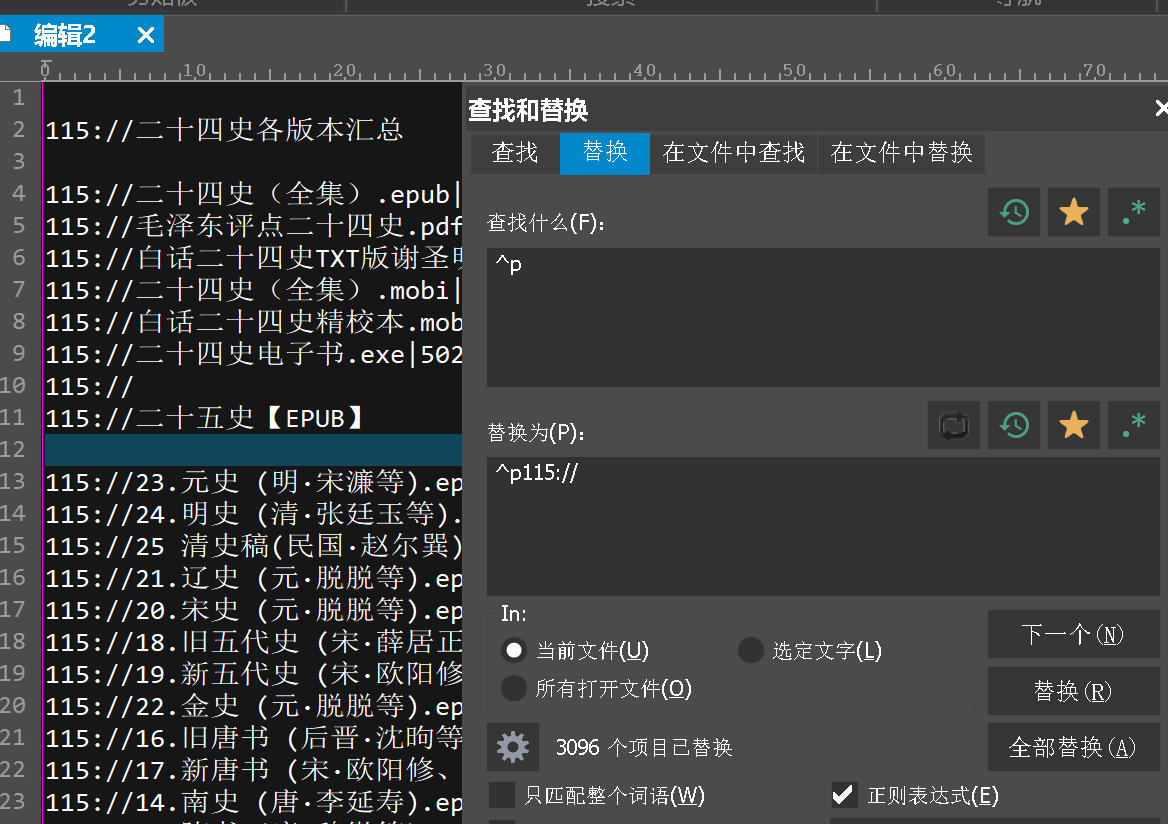 剪贴板
搜索
导航
编辑2
0 10 20 30 40 50 60 70
1
2 115://二十四史各版本汇总
3
4 115://二十四史（全集）.epub|
5 115://毛泽东评点二十四史.pdf
6 115://白话二十四史TXT版谢圣明
7 115://二十四史（全集）.mobi|
8 115://白话二十四史精校本.mob
9 115://二十四史电子书.exe|502
10 115://
11 115://二十五史【EPUB】
12
13 115://23.元史 (明·宋濂等).ep
14 115://24.明史 (清·张廷玉等).
15 115://25 清史稿(民国·赵尔巽)
16 115://21.辽史 (元·脱脱等).ep
17 115://20.宋史 (元·脱脱等).ep
18 115://18.旧五代史 (宋·薛居正
19 115://19.新五代史 (宋·欧阳修
20 115://22.金史 (元·脱脱等).ep
21 115://16.旧唐书 (后晋·沈昫等
22 115://17.新唐书 (宋·欧阳修、
23 115://14.南史 (唐·李延寿).ep
查找和替换
查找 替换 在文件中查找 在文件中替换
查找什么(F):
.*
^p
替换为(P):
.*
^p115://
In:
当前文件(U) 选定文字(L)
所有打开文件(O)
下一个(N)
替换(R)
全部替换(A)
3096 个项目已替换
只匹配整个词语(W) 正则表达式(E)